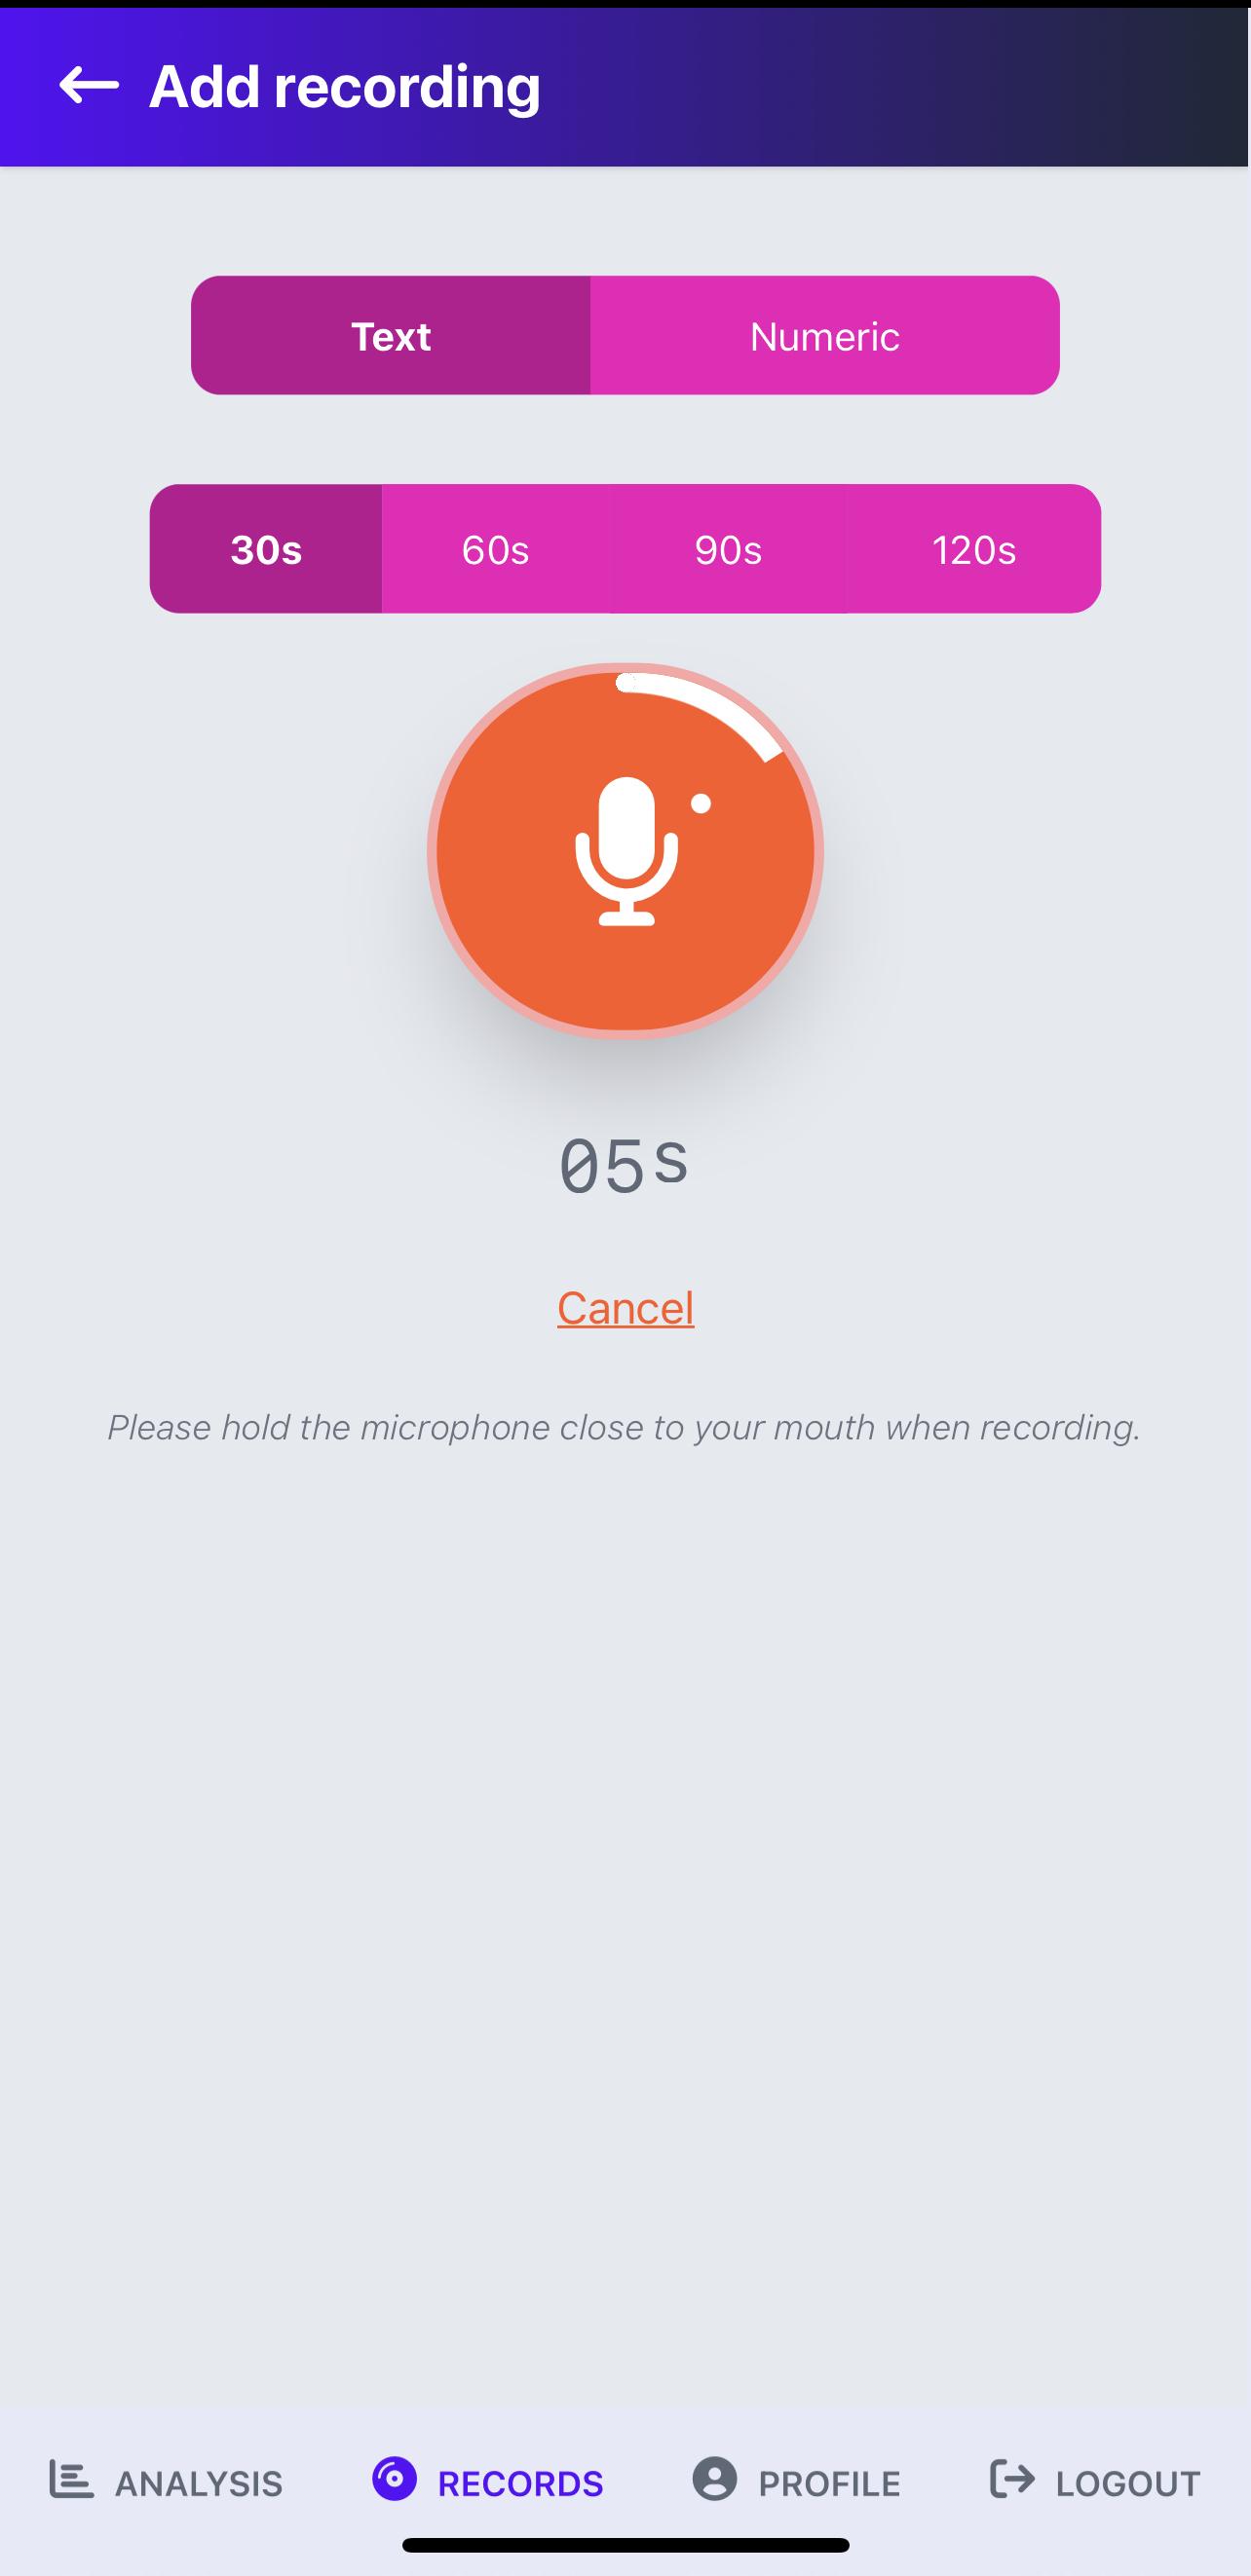 Add recording
Text Numeric
30s 60s 90s 120s
05s
Cancel
Please hold the microphone close to your mouth when recording.
ANALYSIS RECORDS PROFILE LOGOUT